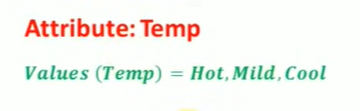 Attribute: Temp
Values (Temp) = Hot, Mild, Cool